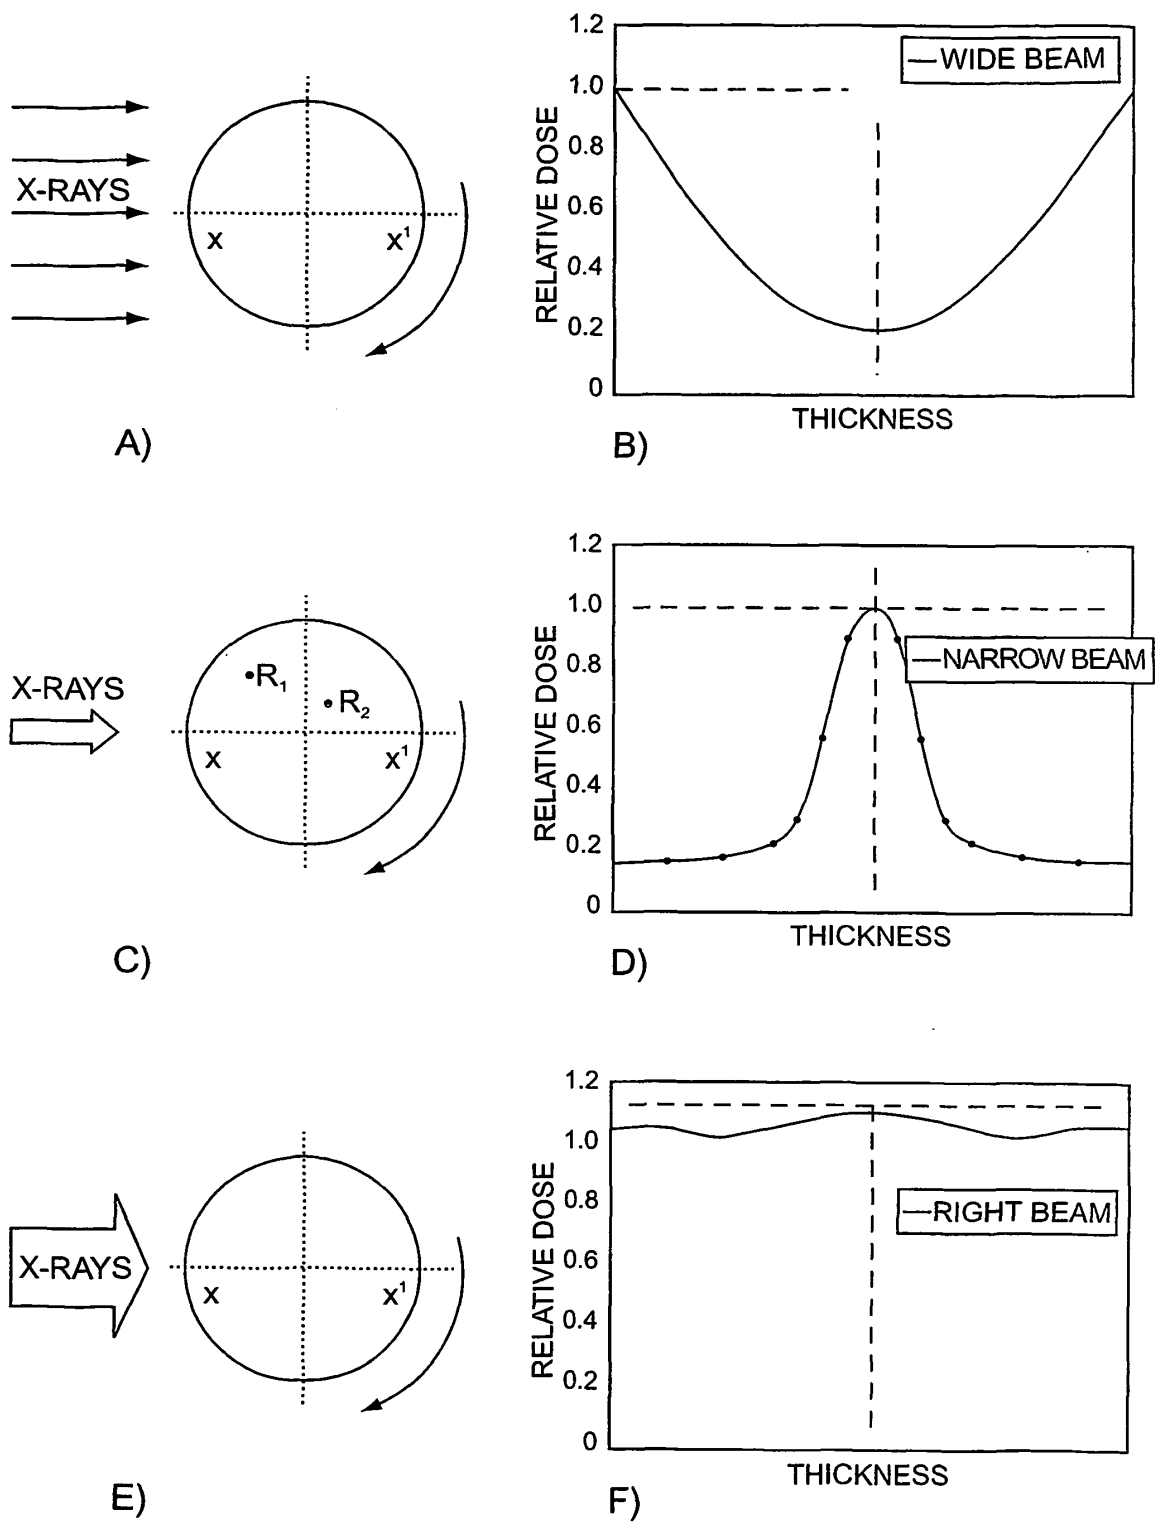 X-RAYS
X
X¹
A)
1.2
1.0
0.8
0.6
0.4
0.2
0
RELATIVE DOSE
WIDE BEAM
THICKNESS
B)
X-RAYS
R₁
R₂
X
X¹
C)
1.2
1.0
0.8
0.6
0.4
0.2
0
RELATIVE DOSE
NARROW BEAM
THICKNESS
D)
X-RAYS
X
X¹
E)
1.2
1.0
0.8
0.6
0.4
0.2
0
RELATIVE DOSE
RIGHT BEAM
THICKNESS
F)